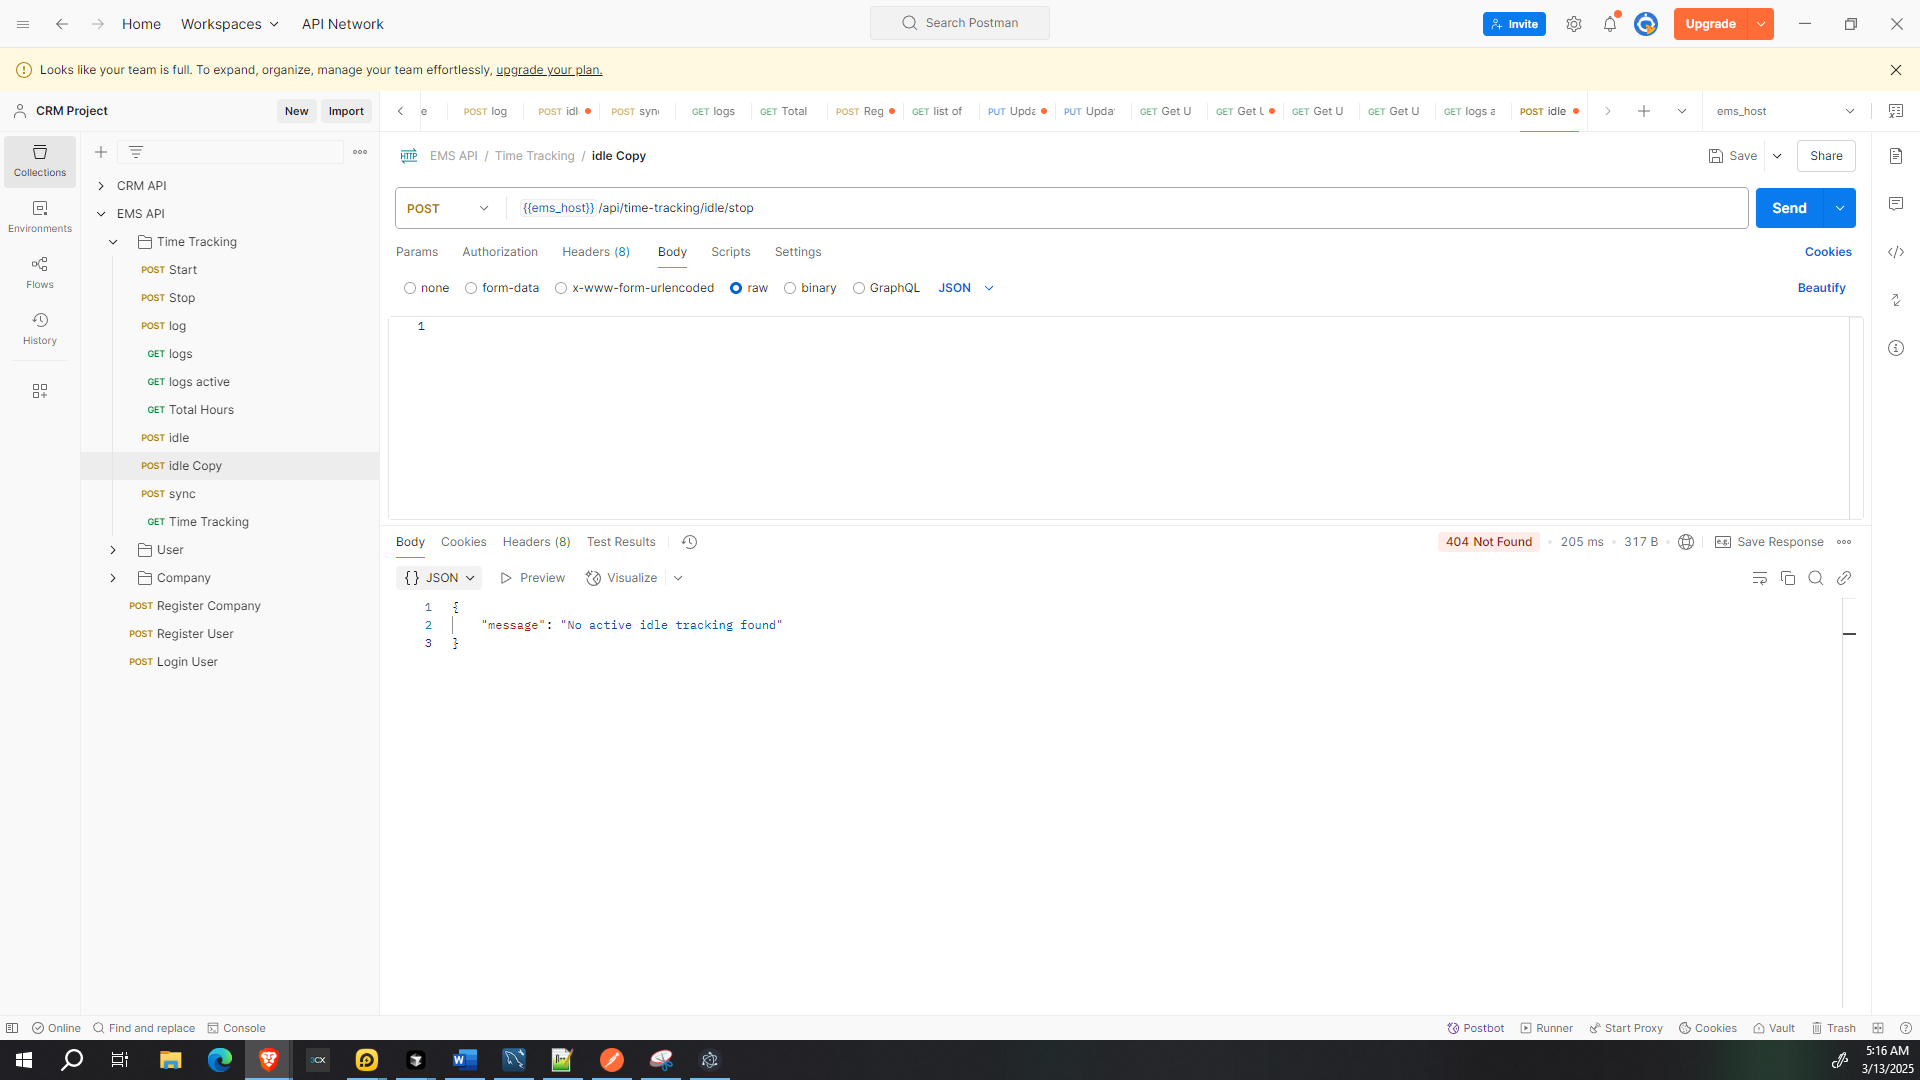 Home Workspaces API Network Search Postman Invite Upgrade
Looks like your team is full. To expand, organize, manage your team effortlessly, upgrade your plan.
CRM Project New Import
e POST log POST idl POST syn GET logs GET Total POST Reg GET list of PUT Upda PUT Updat GET Get U GET Get U GET Get U GET Get U GET logs a POST idle ems_host
Collections
Environments
Flows
History
CRM API
EMS API
Time Tracking
POST Start
POST Stop
POST log
GET logs
GET logs active
GET Total Hours
POST idle
POST idle Copy
POST sync
GET Time Tracking
User
Company
POST Register Company
POST Register User
POST Login User
HTTP EMS API / Time Tracking / idle Copy Save Share
POST {{ems_host}} /api/time-tracking/idle/stop Send
Params Authorization Headers (8) Body Scripts Settings Cookies
none form-data x-www-form-urlencoded raw binary GraphQL JSON Beautify
1
Body Cookies Headers (8) Test Results 404 Not Found • 205 ms • 317 B e.g. Save Response
{} JSON Preview Visualize
1 {
2 "message": "No active idle tracking found"
3 }
Online Find and replace Console Postbot Runner Start Proxy Cookies Vault Trash
3CX
5:16 AM
3/13/2025